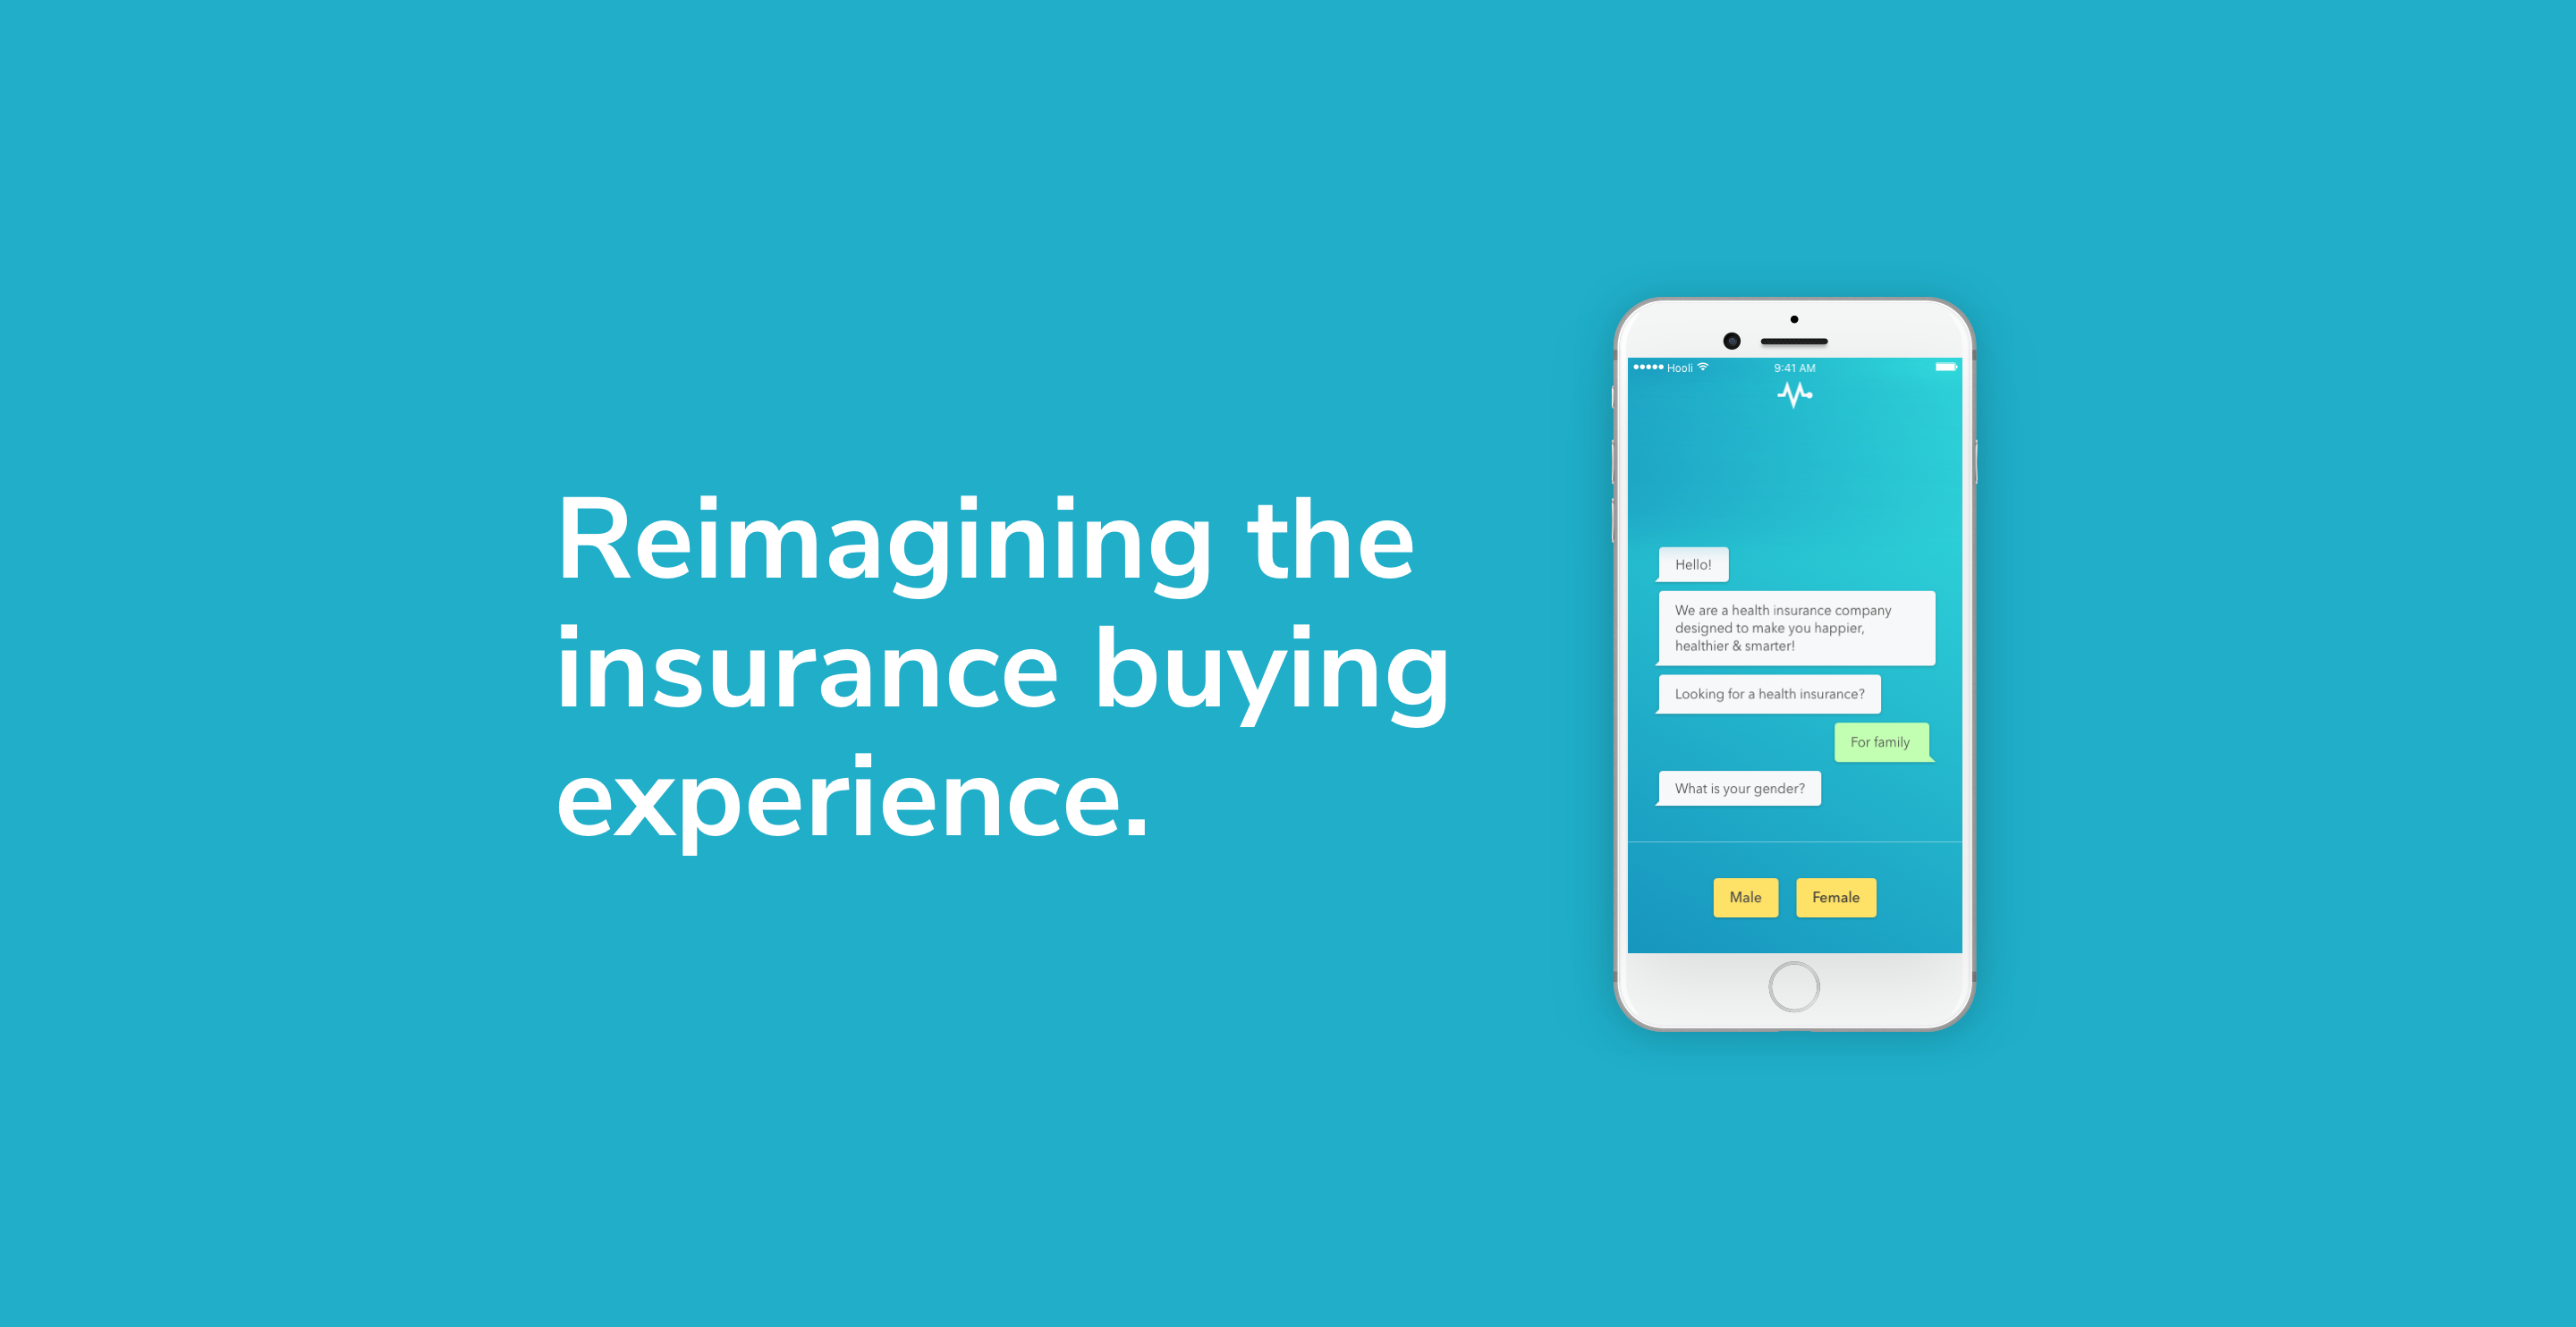 Reimagining the
insurance buying
experience.
Hooli
9:41 AM
Hello!
We are a health insurance company
designed to make you happier,
healthier & smarter!
Looking for a health insurance?
For family
What is your gender?
Male
Female